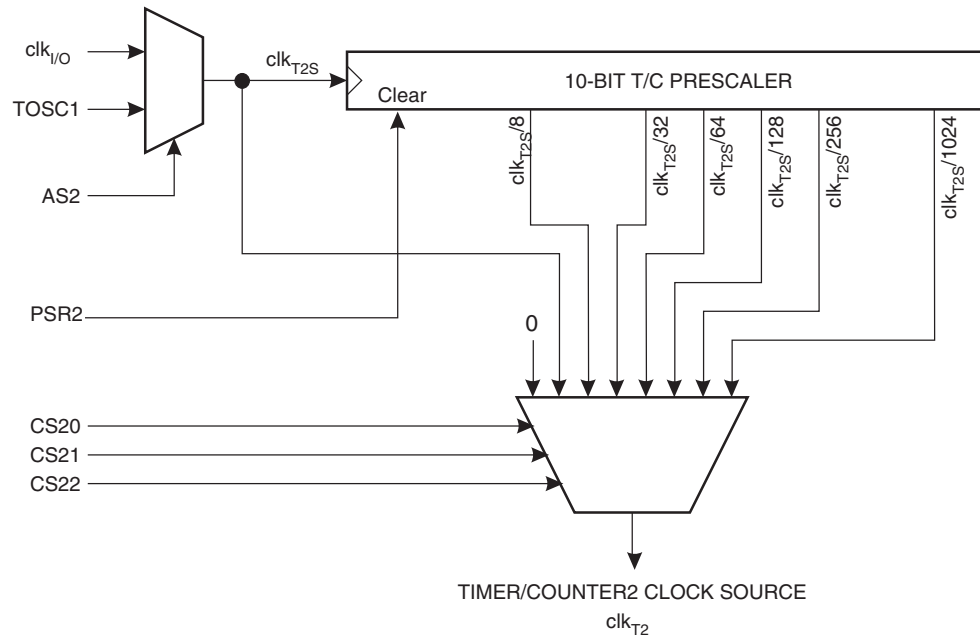 clkI/O
clkT2S
10-BIT T/C PRESCALER
TOSC1
Clear
clkT2S/8
clkT2S/32
clkT2S/64
clkT2S/128
clkT2S/256
clkT2S/1024
AS2
PSR2
0
CS20
CS21
CS22
TIMER/COUNTER2 CLOCK SOURCE
clkT2